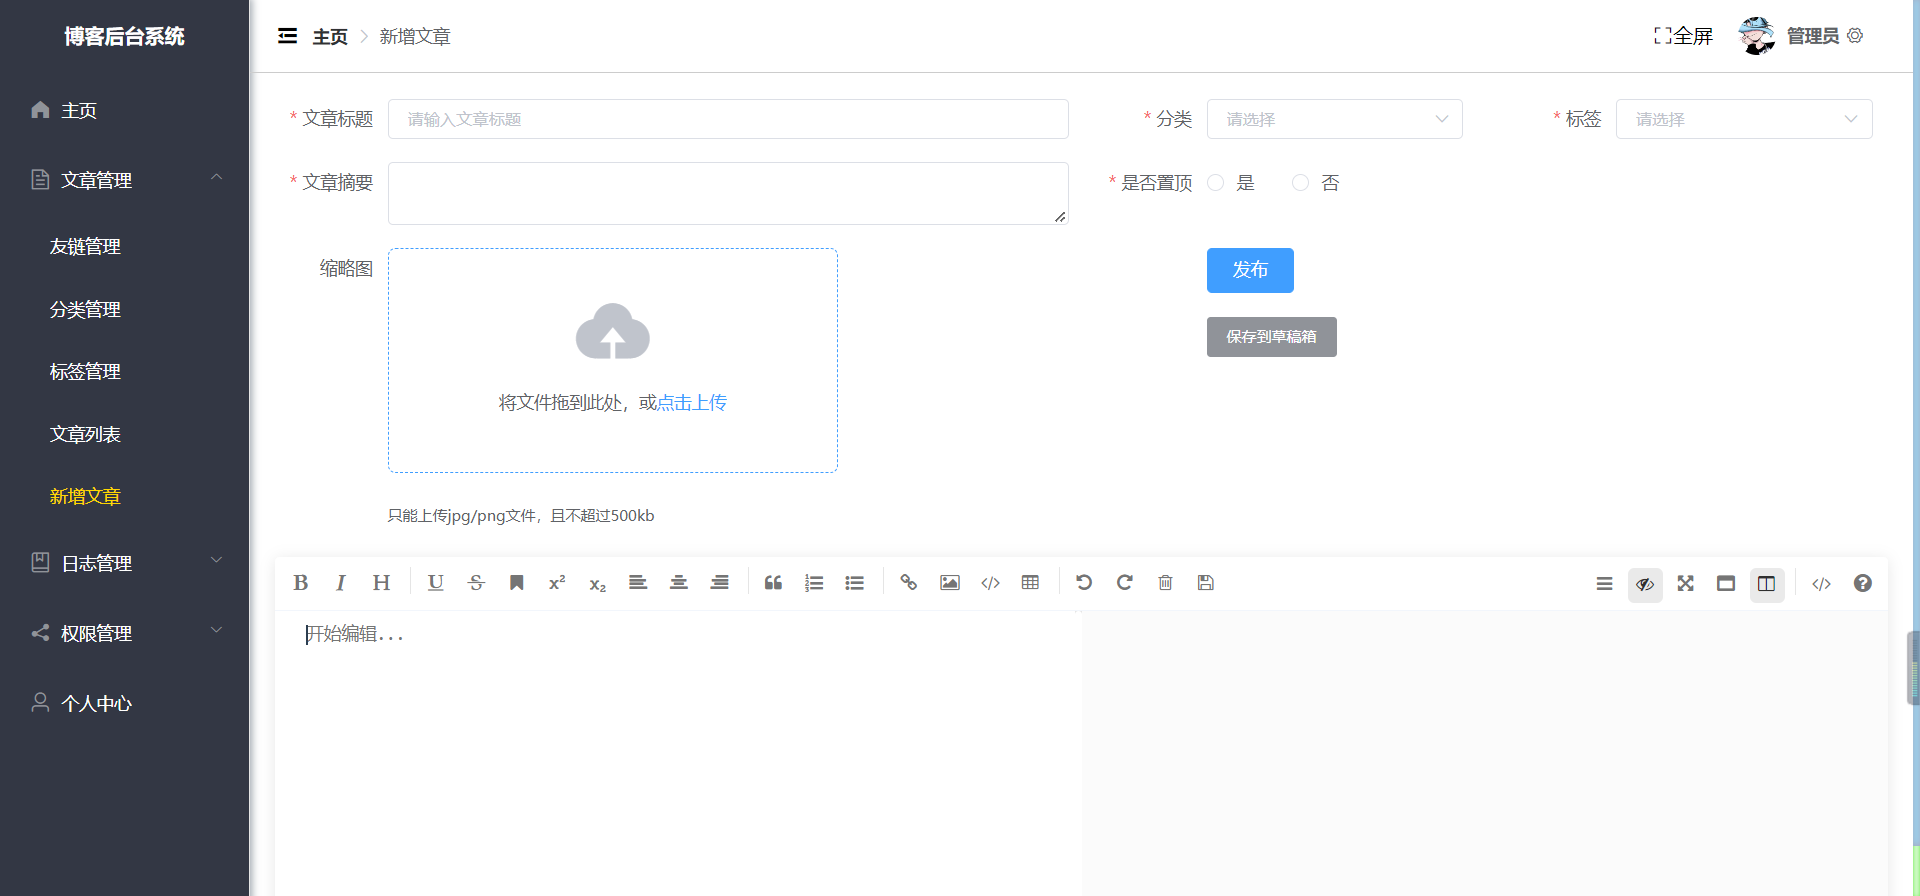 博客后台系统
主页
文章管理
友链管理
分类管理
标签管理
文章列表
新增文章
日志管理
权限管理
个人中心
主页 > 新增文章
全屏 管理员
* 文章标题 请输入文章标题 * 分类 请选择 * 标签 请选择
* 文章摘要 * 是否置顶 是 否
缩略图 发布
保存到草稿箱
将文件拖到此处，或点击上传
只能上传jpg/png文件，且不超过500kb
B I H U S x² x₂
开始编辑...